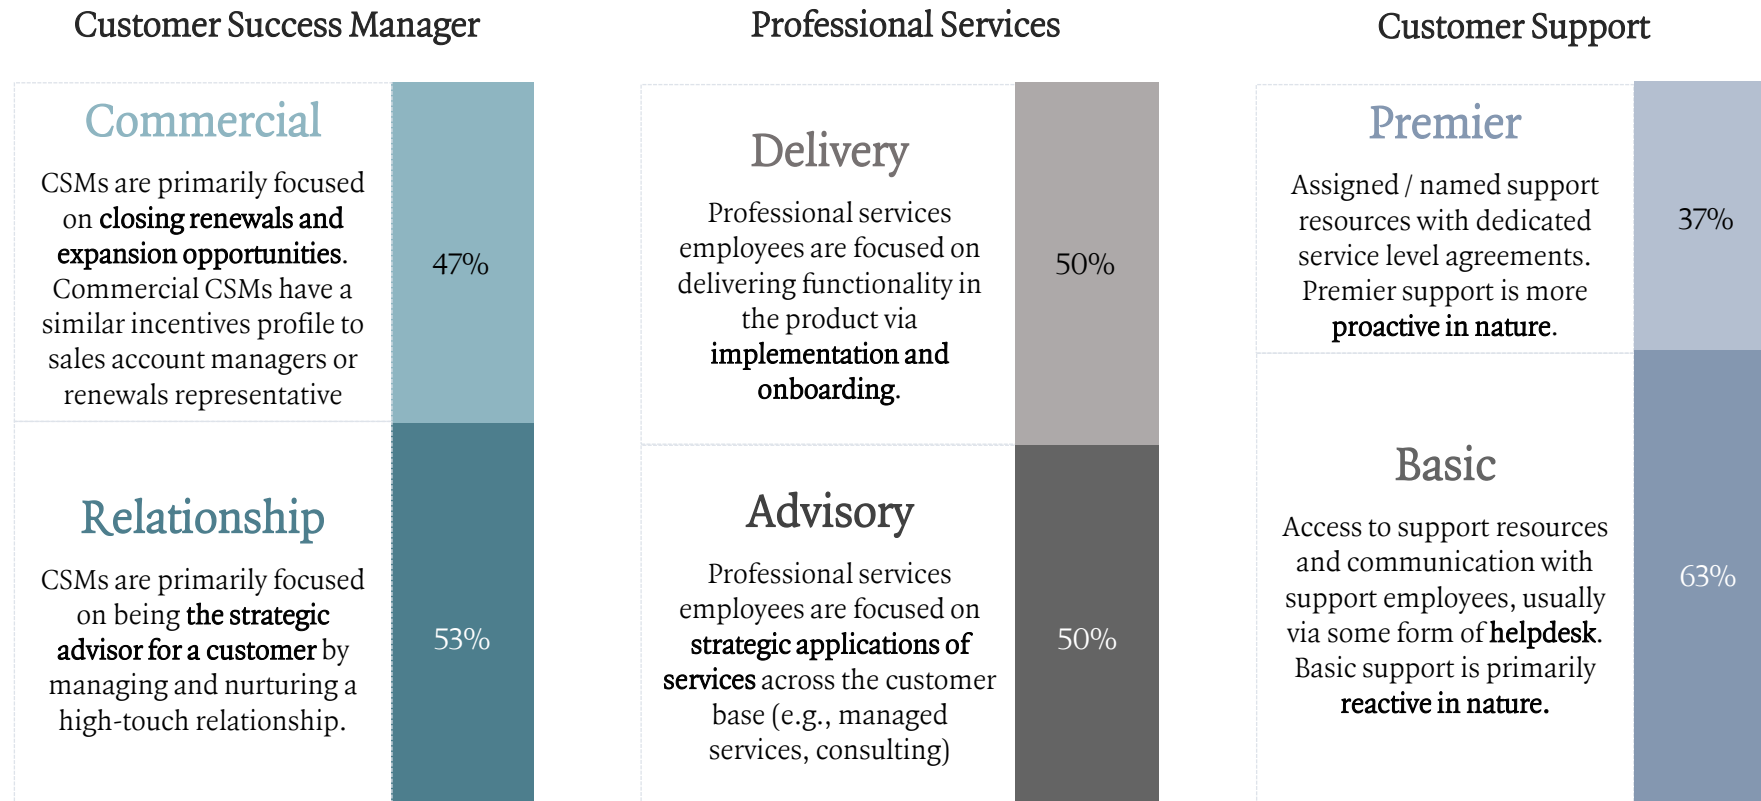 Customer Success Manager
Commercial
CSMs are primarily focused
on closing renewals and
expansion opportunities.
Commercial CSMs have a
similar incentives profile to
sales account managers or
renewals representative
47%
Relationship
CSMs are primarily focused
on being the strategic
advisor for a customer by
managing and nurturing a
high-touch relationship.
53%
Professional Services
Delivery
Professional services
employees are focused on
delivering functionality in
the product via
implementation and
onboarding.
50%
Advisory
Professional services
employees are focused on
strategic applications of
services across the customer
base (e.g., managed
services, consulting)
50%
Customer Support
Premier
Assigned / named support
resources with dedicated
service level agreements.
Premier support is more
proactive in nature.
37%
Basic
Access to support resources
and communication with
support employees, usually
via some form of helpdesk.
Basic support is primarily
reactive in nature.
63%